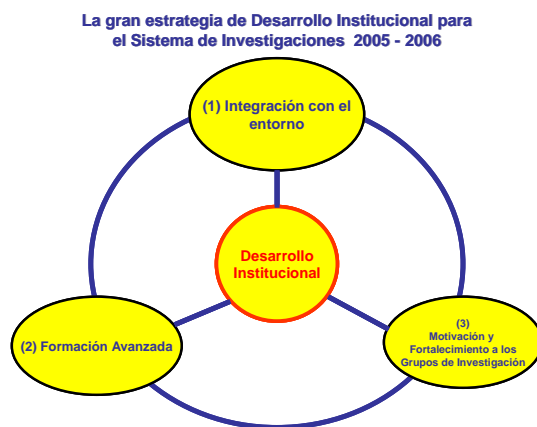 La gran estrategia de Desarrollo Institucional para
el Sistema de Investigaciones 2005 - 2006
(1) Integración con el
entorno
Desarrollo
Institucional
(2) Formación Avanzada
(3)
Motivación y
Fortalecimiento a los
Grupos de Investigación